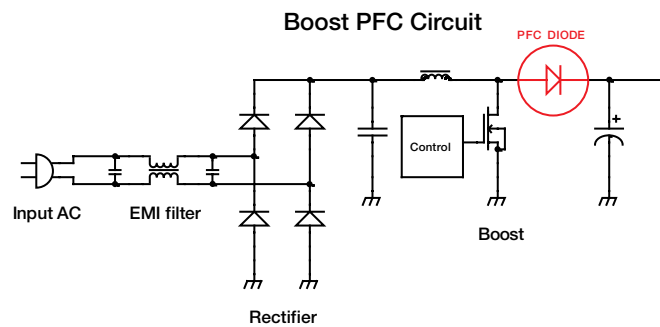 Boost PFC Circuit
PFC DIODE
+
Control
Input AC
EMI filter
Boost
Rectifier